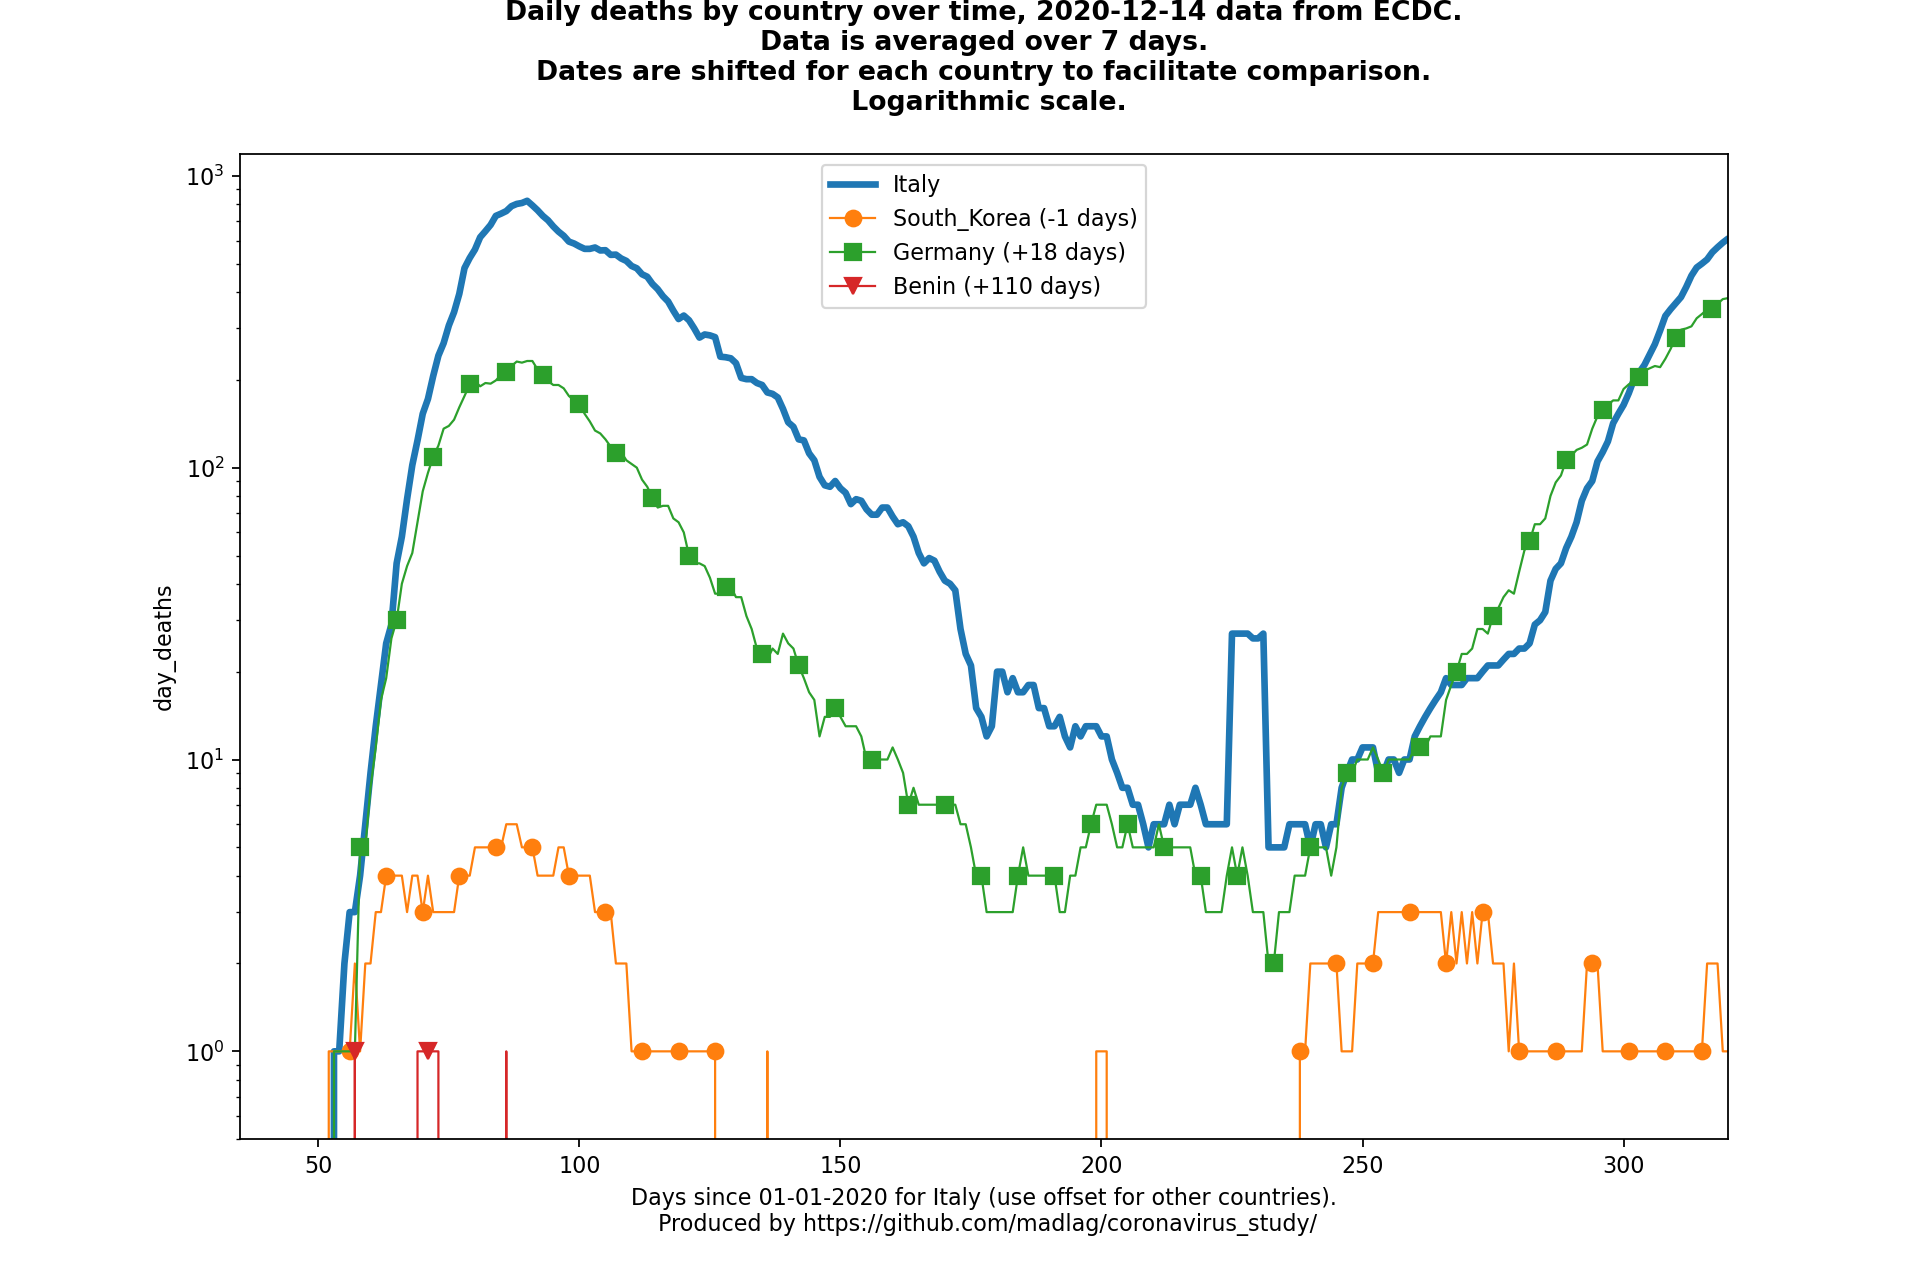 Daily deaths by country over time, 2020-12-14 data from ECDC.
Data is averaged over 7 days.
Dates are shifted for each country to facilitate comparison.
Logarithmic scale.
10³
Italy
South_Korea (-1 days)
Germany (+18 days)
Benin (+110 days)
10²
day_deaths
10¹
10⁰
50 100 150 200 250 300
Days since 01-01-2020 for Italy (use offset for other countries).
Produced by https://github.com/madlag/coronavirus_study/